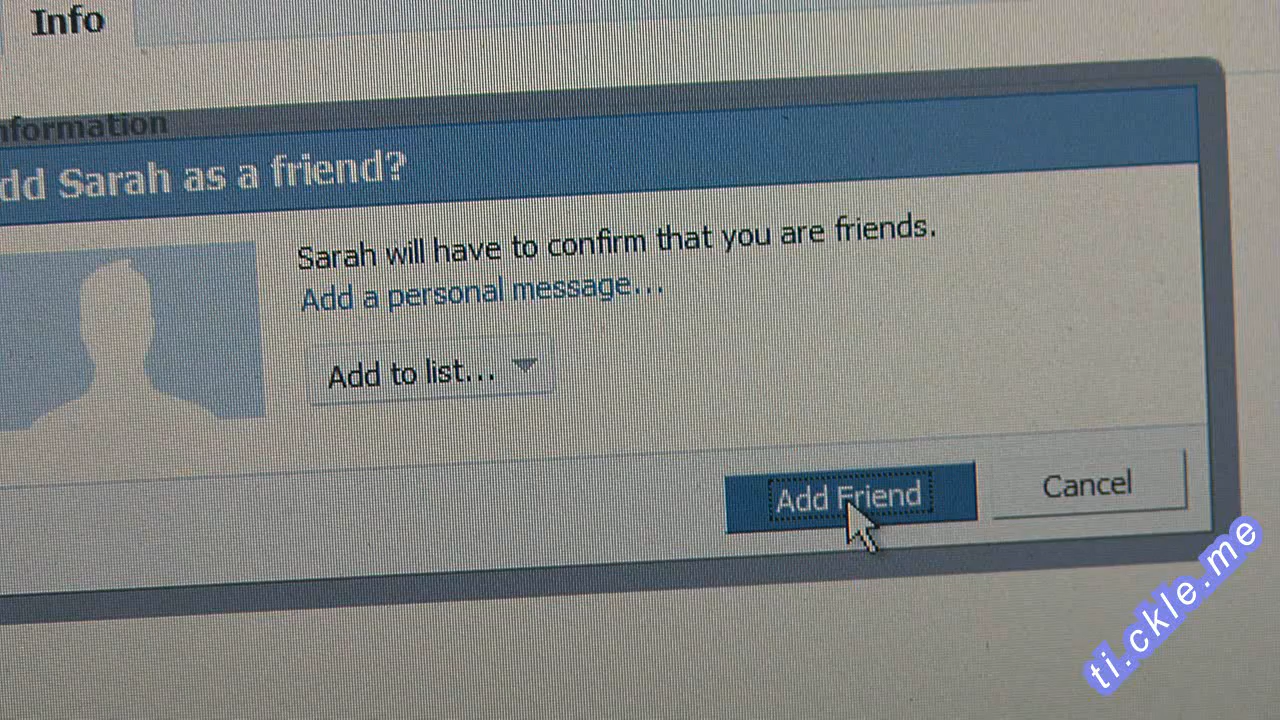 Info
nformation
dd Sarah as a friend?
Sarah will have to confirm that you are friends.
Add a personal message...
Add to list...
Add Friend
Cancel
ti.ckle.me